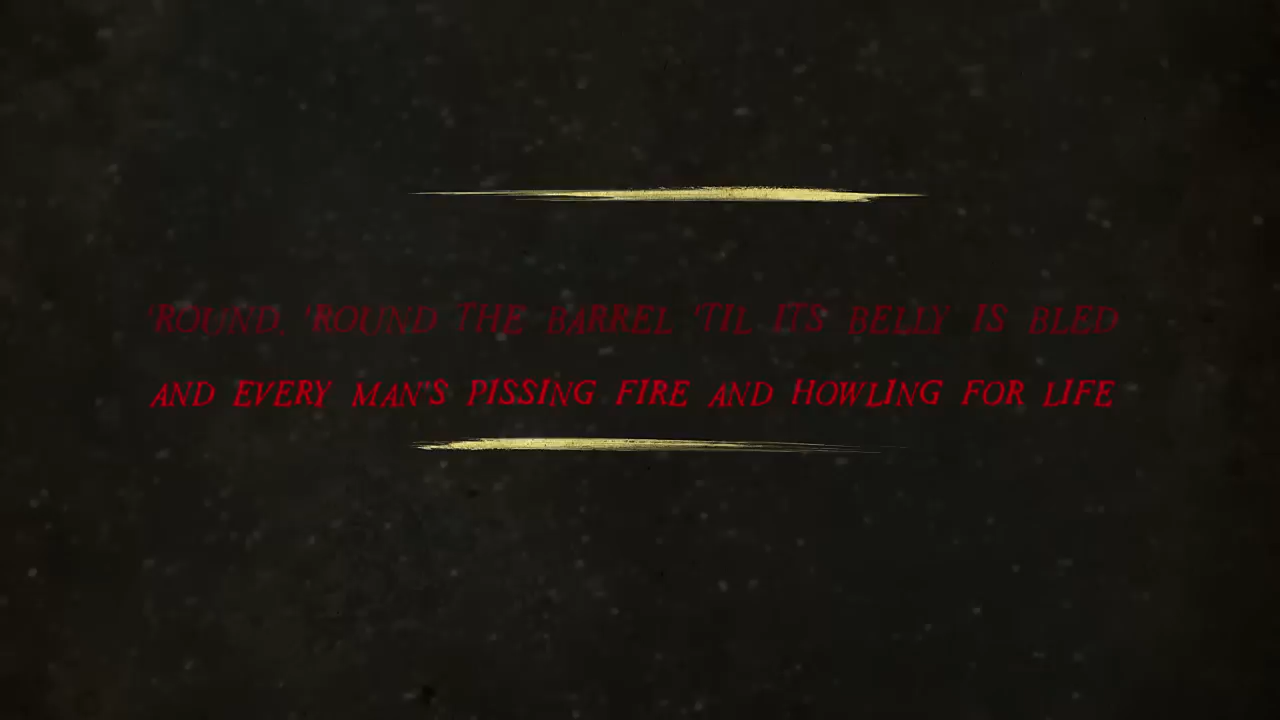 'ROUND, 'ROUND THE BARREL 'TIL ITS BELLY IS BLED
AND EVERY MAN'S PISSING FIRE AND HOWLING FOR LIFE